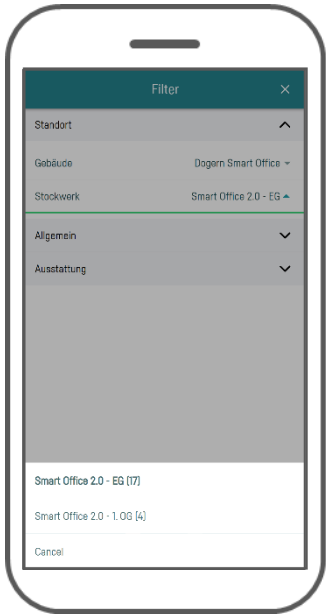 Filter
Standort
Gebäude Dogern Smart Office
Stockwerk Smart Office 2.0 - EG
Allgemein
Ausstattung
Smart Office 2.0 - EG [17]
Smart Office 2.0 - 1. OG [4]
Cancel